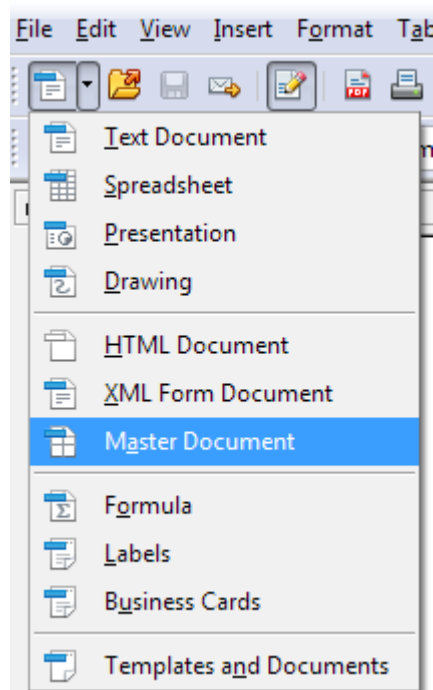 File Edit View Insert Format Tab
Text Document
Spreadsheet
Presentation
Drawing
HTML Document
XML Form Document
Master Document
Formula
Labels
Business Cards
Templates and Documents